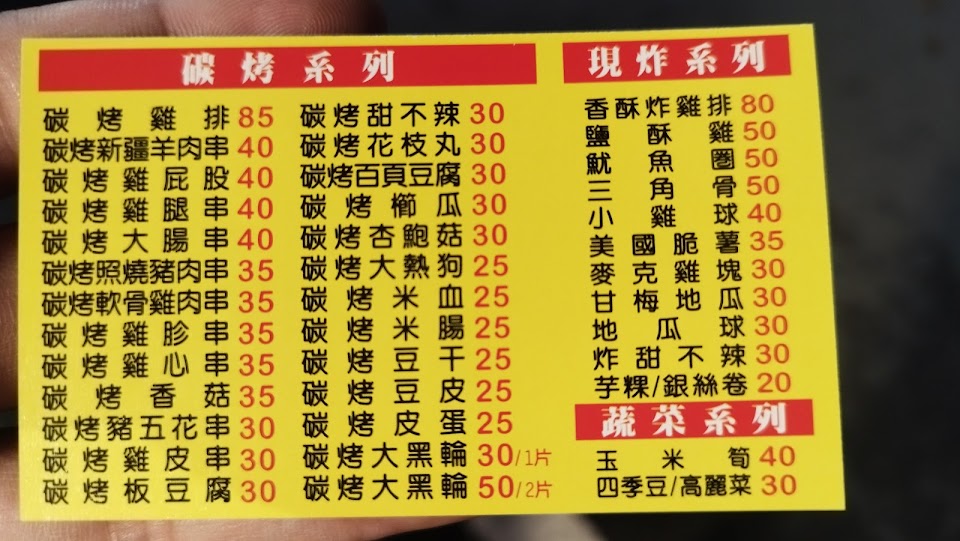 碳烤系列
碳烤雞排 85
碳烤新疆羊肉串 40
碳烤雞屁股 40
碳烤雞腿串 40
碳烤大腸串 40
碳烤照燒豬肉串 35
碳烤軟骨雞肉串 35
碳烤雞胗串 35
碳烤雞心串 35
碳烤香菇 35
碳烤豬五花串 30
碳烤雞皮串 30
碳烤板豆腐 30
碳烤甜不辣 30
碳烤花枝丸 30
碳烤百頁豆腐 30
碳烤櫛瓜 30
碳烤杏鮑菇 30
碳烤大熱狗 25
碳烤米血 25
碳烤米腸 25
碳烤豆干 25
碳烤豆皮 25
碳烤皮蛋 25
碳烤大黑輪 30/1片
碳烤大黑輪 50/2片
現炸系列
香酥炸雞排 80
鹽酥雞 50
魷魚圈 50
三角骨 50
小雞球 40
美國脆薯 35
麥克雞塊 30
甘梅地瓜 30
地瓜球 30
炸甜不辣 30
芋粿/銀絲卷 20
蔬菜系列
玉米筍 40
四季豆/高麗菜 30